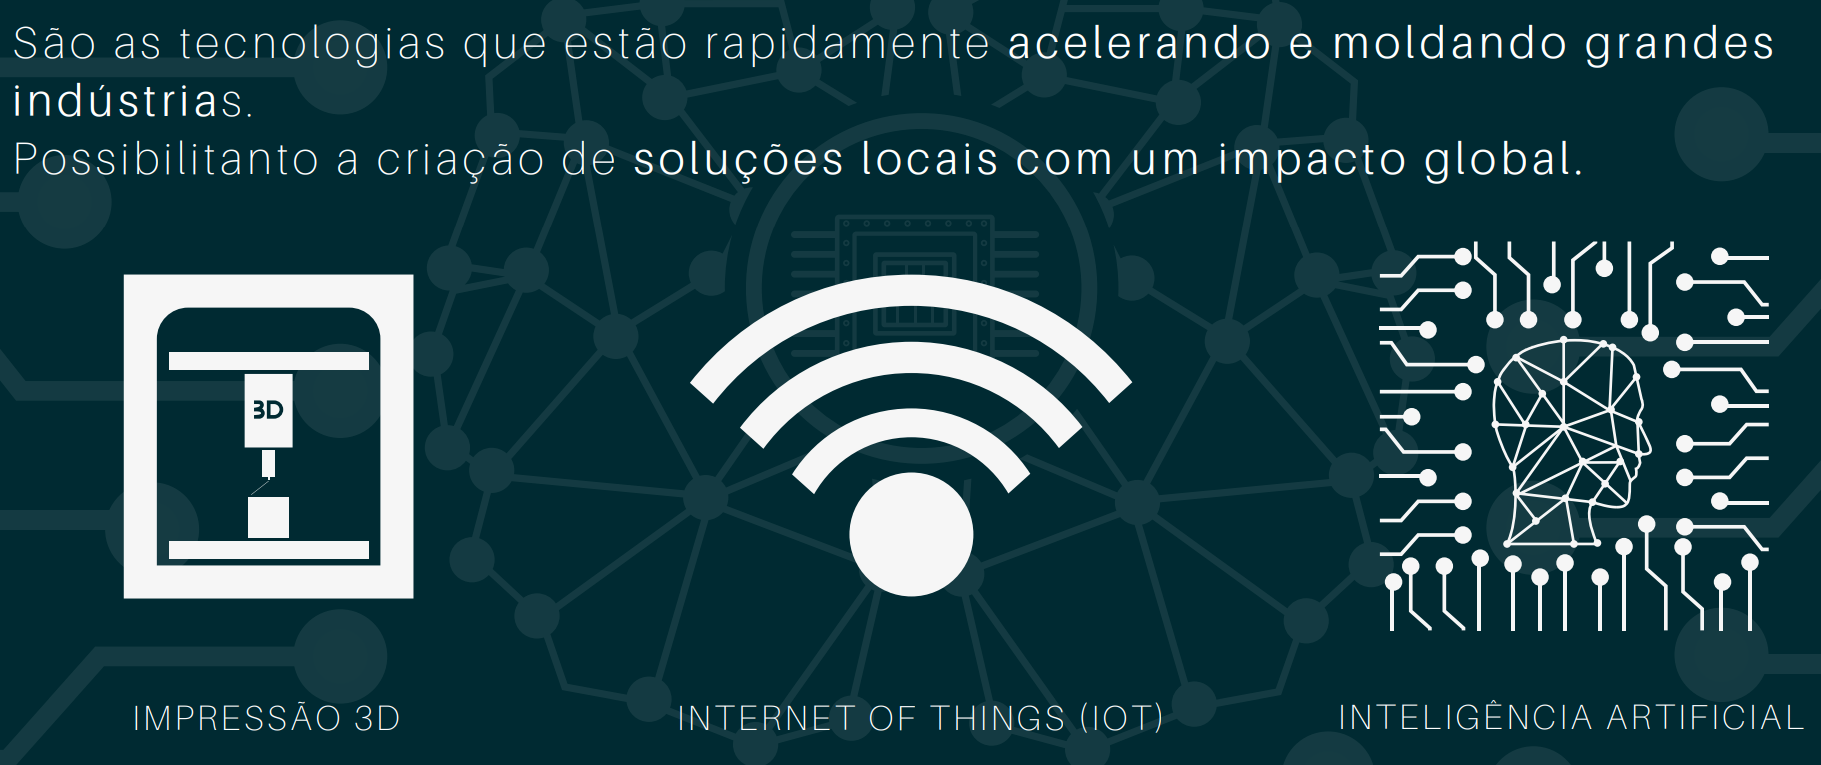 São as tecnologias que estão rapidamente acelerando e moldando grandes
indústrias.
Possibilitanto a criação de soluções locais com um impacto global.
3D
IMPRESSÃO 3D
INTERNET OF THINGS (IOT)
INTELIGÊNCIA ARTIFICIAL